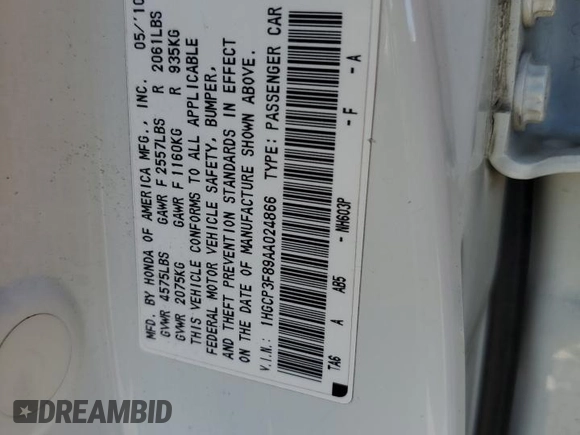 MFD. BY HONDA OF AMERICA MFG., INC. 05/'10
GVWR 4575LBS GAWR F 2557LBS R 2061LBS
GVWR 2075KG GAWR F 1160KG R 935KG
THIS VEHICLE CONFORMS TO ALL APPLICABLE
FEDERAL MOTOR VEHICLE SAFETY, BUMPER,
AND THEFT PREVENTION STANDARDS IN EFFECT
ON THE DATE OF MANUFACTURE SHOWN ABOVE.
V.I.N.: 1HGCP3F89AA024866 TYPE: PASSENGER CAR
TA6 A AB5 - NH603P - F - A
DREAMBID